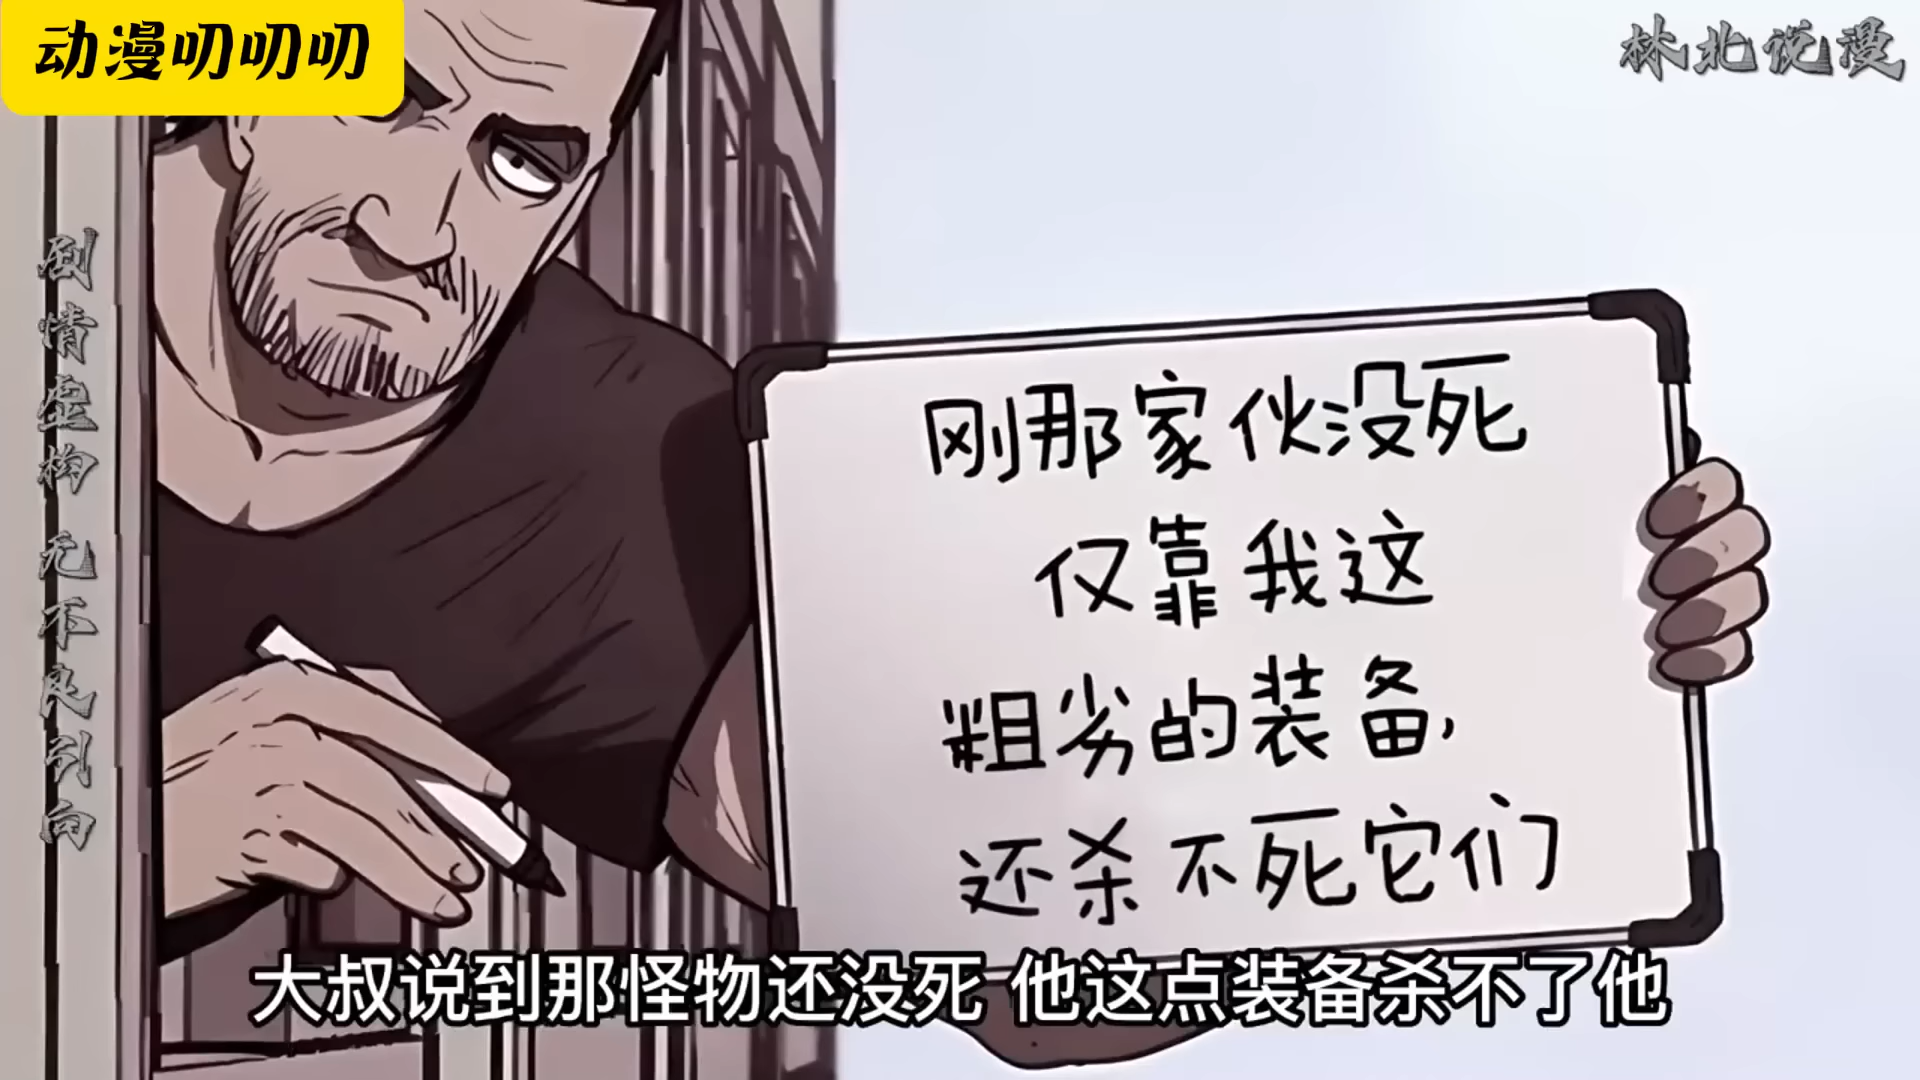 动漫叨叨叨
林北说漫
剧情虚构 无不良引向
刚那家伙没死
仅靠我这
粗劣的装备,
还杀不死它们
大叔说到那怪物还没死 他这点装备杀不了他